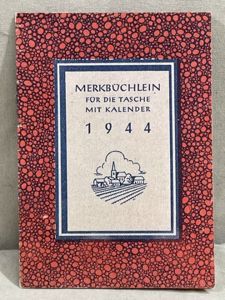 MERKBÜCHLEIN
FÜR DIE TASCHE
MIT KALENDER
1944